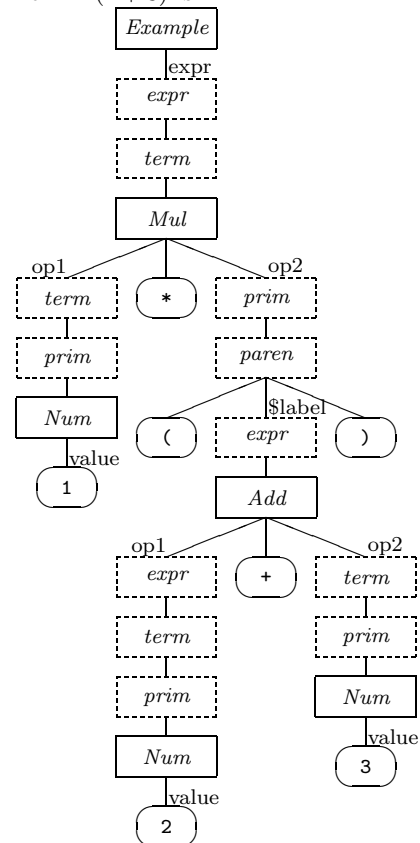 Example
expr
expr
term
Mul
op1 op2
term * prim
prim paren
$label
Num ( expr )
value
1 Add
op1 op2
expr + term
term prim
prim Num
value
Num 3
value
2